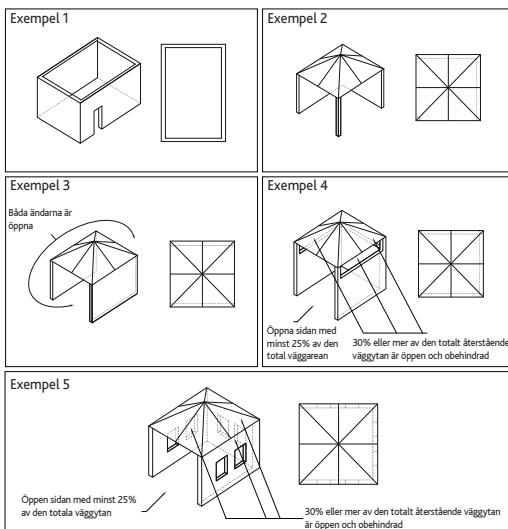 Exempel 1
Exempel 2
Exempel 3
Båda ändarna är
öppna
Exempel 4
Öppna sidan med
minst 25% av den
total väggarean
30% eller mer av den totalt återstående
väggytan är öppen och obehindrad
Exempel 5
Öppen sidan med minst 25%
av den totala väggytan
30% eller mer av den totalt återstående väggytan
är öppen och obehindrad